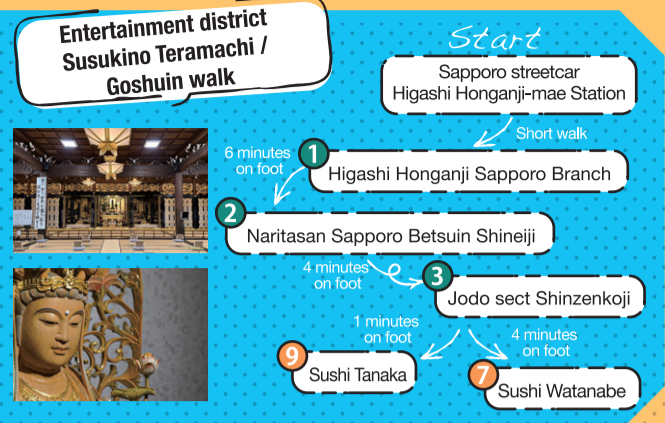 Entertainment district
Susukino Teramachi /
Goshuin walk
Start
Sapporo streetcar
Higashi Honganji-mae Station
Short walk
1
Higashi Honganji Sapporo Branch
6 minutes
on foot
2
Naritasan Sapporo Betsuin Shineiji
4 minutes
on foot
3
Jodo sect Shinzenkoji
1 minutes
on foot
9
Sushi Tanaka
4 minutes
on foot
7
Sushi Watanabe